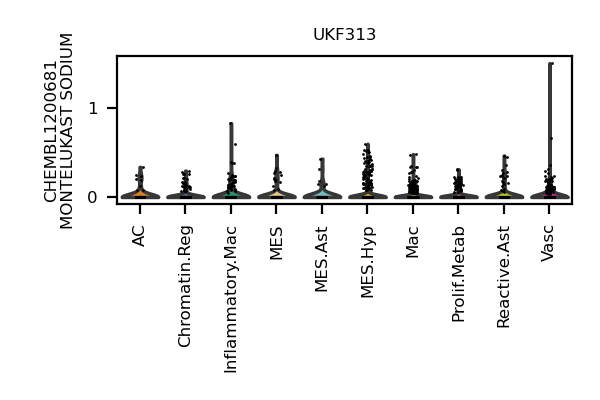 UKF313
CHEMBL1200681
MONTELUKAST SODIUM
1
0
AC
Chromatin.Reg
Inflammatory.Mac
MES
MES.Ast
MES.Hyp
Mac
Prolif.Metab
Reactive.Ast
Vasc